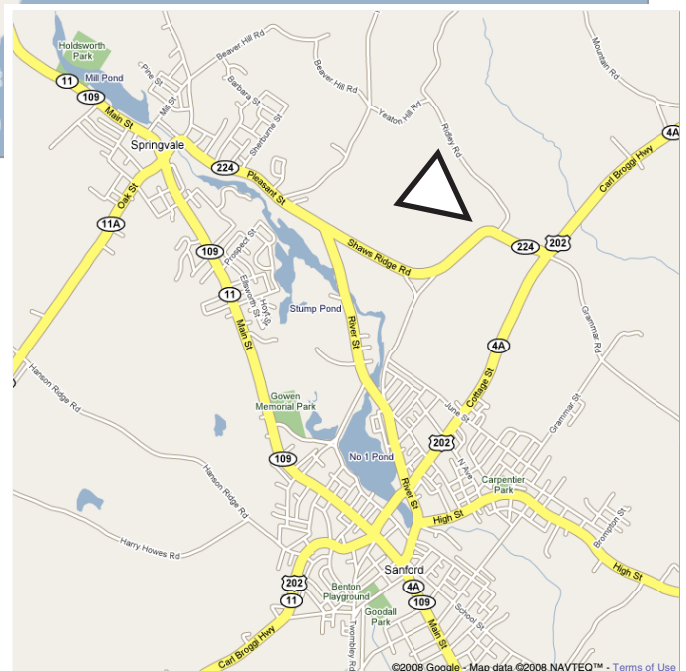 Holdsworth
Park
Mill Pond
11
109
Main St
Pine St
Mill St
Beaver Hill Rd
Barbara St
Sherburne St
Beaver Hill Rd
Yeaton Hill Rd
Ridley Rd
Mountain Rd
4A
Carl Broggi Hwy
Springvale
224
Pleasant St
Oak St
11A
109
Prospect St
Ellsworth St
Hoyt St
11
Main St
Stump Pond
Shaws Ridge Rd
224
202
River St
4A
Cottage St
Grammar Rd
Grammar St
June St
Hanson Ridge Rd
Gowen
Memorial Park
109
No 1 Pond
202
N Ave
Carpentier
Park
River St
High St
Brompton St
High St
Hanson Ridge Rd
Harry Howes Rd
Sanford
202
11
Benton
Playground
Goodall
Park
4A
109
School St
Main St
Twombley Rd
Carl Broggi Hwy
©2008 Google - Map data ©2008 NAVTEQ™ - Terms of Use